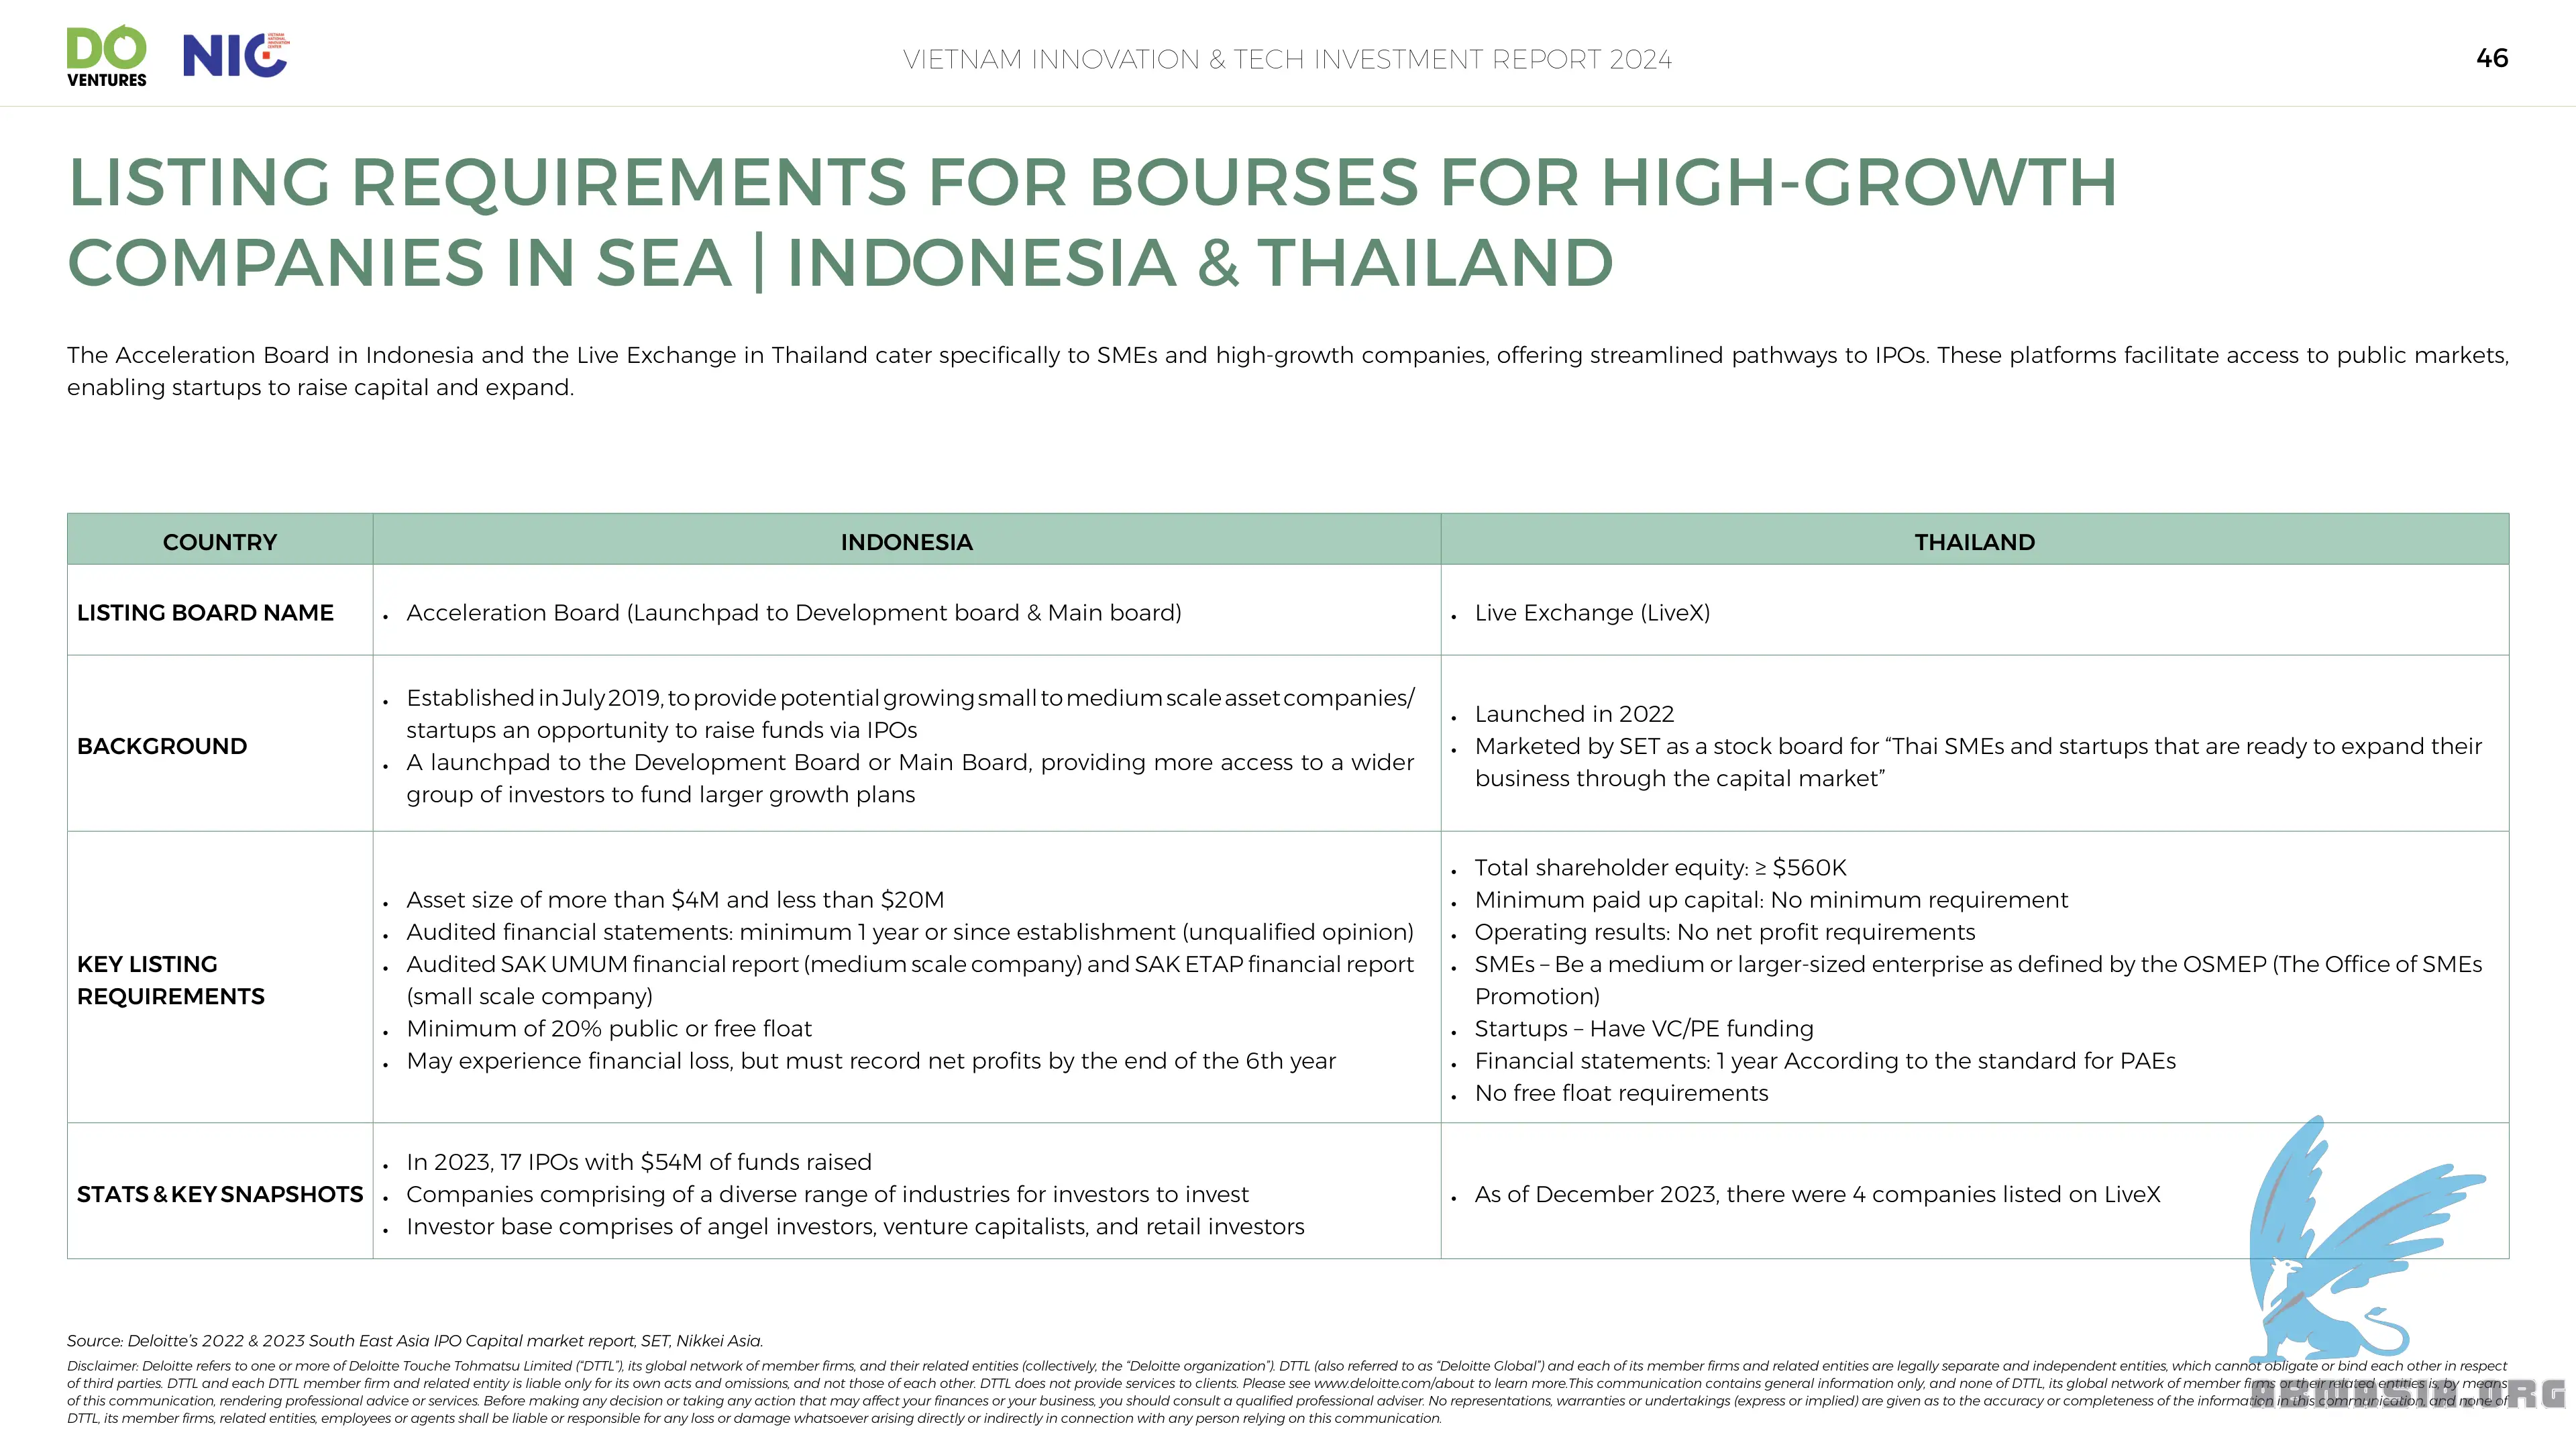 DO
VENTURES
NIC
VIETNAM
NATIONAL
INNOVATION
CENTER
VIETNAM INNOVATION & TECH INVESTMENT REPORT 2024
46
LISTING REQUIREMENTS FOR BOURSES FOR HIGH-GROWTH
COMPANIES IN SEA | INDONESIA & THAILAND
The Acceleration Board in Indonesia and the Live Exchange in Thailand cater specifically to SMEs and high-growth companies, offering streamlined pathways to IPOs. These platforms facilitate access to public markets,
enabling startups to raise capital and expand.
COUNTRY
INDONESIA
THAILAND
LISTING BOARD NAME
• Acceleration Board (Launchpad to Development board & Main board)
• Live Exchange (LiveX)
BACKGROUND
• Established in July 2019, to provide potential growing small to medium scale asset companies/
startups an opportunity to raise funds via IPOs
• A launchpad to the Development Board or Main Board, providing more access to a wider
group of investors to fund larger growth plans
• Launched in 2022
• Marketed by SET as a stock board for “Thai SMEs and startups that are ready to expand their
business through the capital market”
KEY LISTING
REQUIREMENTS
• Asset size of more than $4M and less than $20M
• Audited financial statements: minimum 1 year or since establishment (unqualified opinion)
• Audited SAK UMUM financial report (medium scale company) and SAK ETAP financial report
(small scale company)
• Minimum of 20% public or free float
• May experience financial loss, but must record net profits by the end of the 6th year
• Total shareholder equity: ≥ $560K
• Minimum paid up capital: No minimum requirement
• Operating results: No net profit requirements
• SMEs – Be a medium or larger-sized enterprise as defined by the OSMEP (The Office of SMEs
Promotion)
• Startups – Have VC/PE funding
• Financial statements: 1 year According to the standard for PAEs
• No free float requirements
STATS & KEY SNAPSHOTS
• In 2023, 17 IPOs with $54M of funds raised
• Companies comprising of a diverse range of industries for investors to invest
• Investor base comprises of angel investors, venture capitalists, and retail investors
• As of December 2023, there were 4 companies listed on LiveX
Source: Deloitte’s 2022 & 2023 South East Asia IPO Capital market report, SET, Nikkei Asia.
Disclaimer: Deloitte refers to one or more of Deloitte Touche Tohmatsu Limited (“DTTL”), its global network of member firms, and their related entities (collectively, the “Deloitte organization”). DTTL (also referred to as “Deloitte Global”) and each of its member firms and related entities are legally separate and independent entities, which cannot obligate or bind each other in respect
of third parties. DTTL and each DTTL member firm and related entity is liable only for its own acts and omissions, and not those of each other. DTTL does not provide services to clients. Please see www.deloitte.com/about to learn more.This communication contains general information only, and none of DTTL, its global network of member firms or their related entities is, by means
of this communication, rendering professional advice or services. Before making any decision or taking any action that may affect your finances or your business, you should consult a qualified professional adviser. No representations, warranties or undertakings (express or implied) are given as to the accuracy or completeness of the information in this communication, and none of
DTTL, its member firms, related entities, employees or agents shall be liable or responsible for any loss or damage whatsoever arising directly or indirectly in connection with any person relying on this communication.